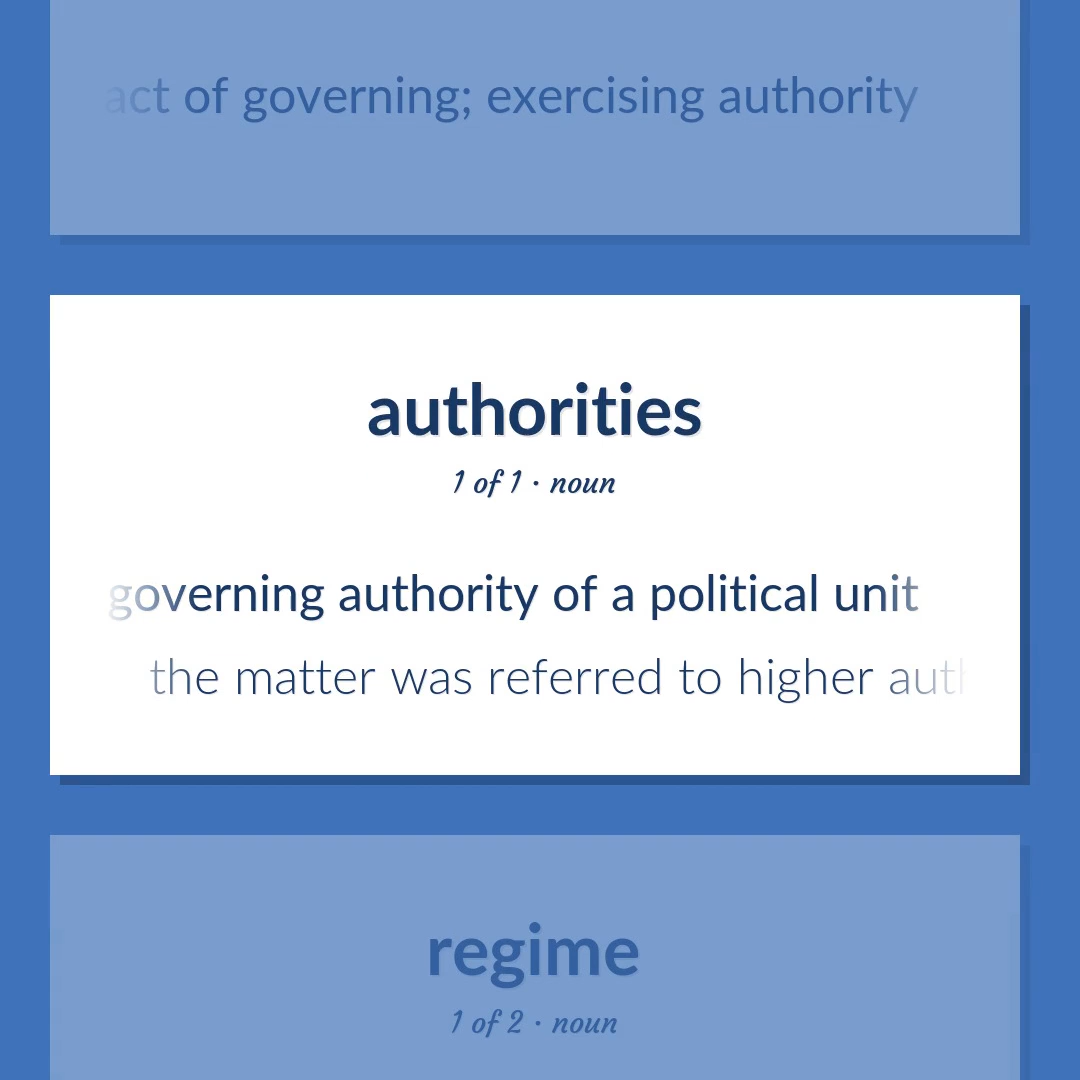 act of governing; exercising authority
authorities
1 of 1 · noun
governing authority of a political unit
the matter was referred to higher
regime
1 of 2 · noun